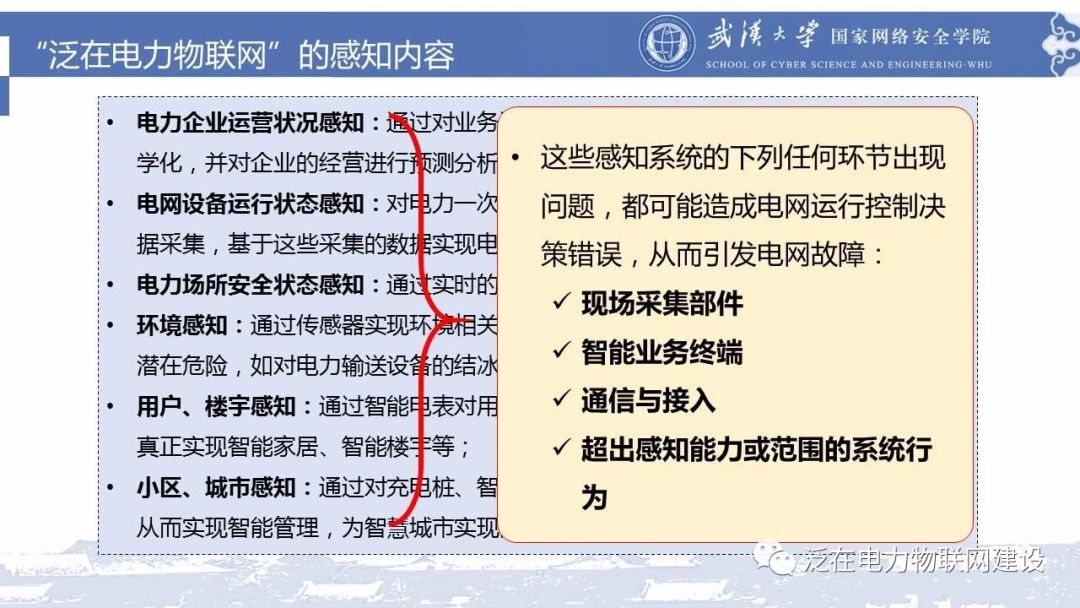 “泛在电力物联网”的感知内容
武汉大学 国家网络安全学院
SCHOOL OF CYBER SCIENCE AND ENGINEERING·WHU
• 电力企业运营状况感知：通过对业务
学化，并对企业的经营进行预测分析
• 电网设备运行状态感知：对电力一次
据采集，基于这些采集的数据实现电
• 电力场所安全状态感知：通过实时的
• 环境感知：通过传感器实现环境相关
潜在危险，如对电力输送设备的结冰
• 用户、楼宇感知：通过智能电表对用
真正实现智能家居、智能楼宇等；
• 小区、城市感知：通过对充电桩、智
从而实现智能管理，为智慧城市实现
• 这些感知系统的下列任何环节出现
问题，都可能造成电网运行控制决
策错误，从而引发电网故障：
✓ 现场采集部件
✓ 智能业务终端
✓ 通信与接入
✓ 超出感知能力或范围的系统行
为
泛在电力物联网建设